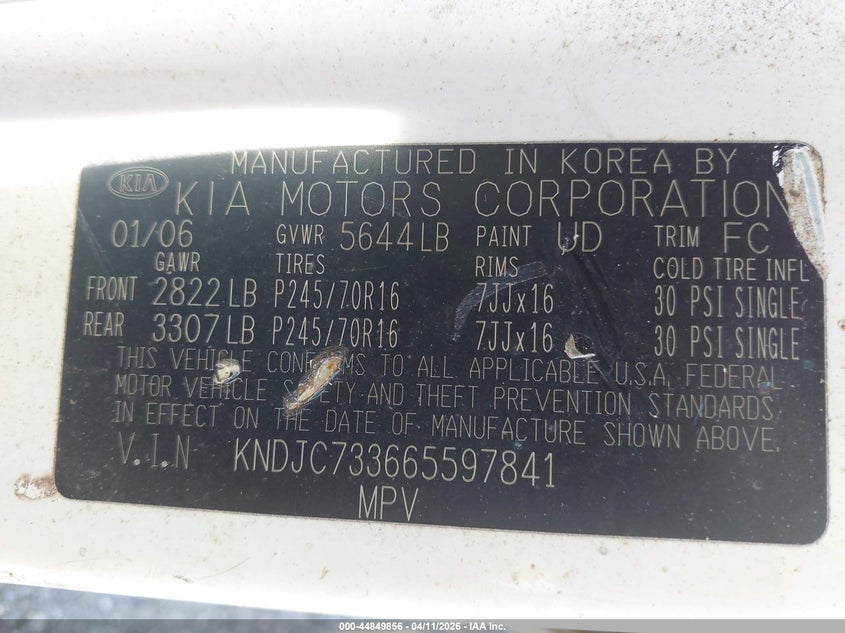 MANUFACTURED IN KOREA BY
KIA KIA MOTORS CORPORATION
01/06 GVWR 5644LB PAINT UD TRIM FC
GAWR TIRES RIMS COLD TIRE INFL
FRONT 2822LB P245/70R16 7JJx16 30 PSI SINGLE
REAR 3307LB P245/70R16 7JJx16 30 PSI SINGLE
THIS VEHICLE CONFORMS TO ALL APPLICABLE U.S.A. FEDERAL
MOTOR VEHICLE SAFETY AND THEFT PREVENTION STANDARDS
IN EFFECT ON THE DATE OF MANUFACTURE SHOWN ABOVE.
V.I.N KNDJC733665597841
MPV
000-44849856 - 04/11/2026 - IAA Inc.